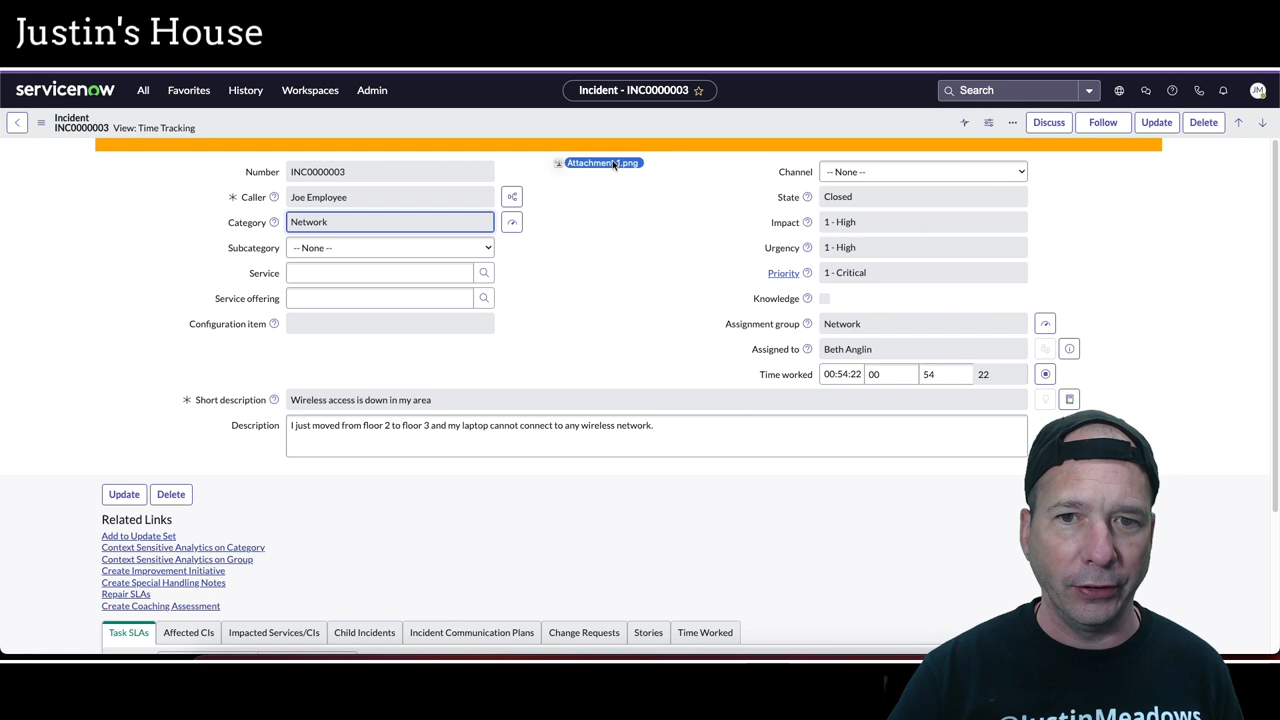 Justin's House
servicenow All Favorites History Workspaces Admin Incident - INC0000003 Search JM
Incident
INC0000003 View: Time Tracking
Discuss Follow Update Delete
Number INC0000003
Attachment1.png
Channel -- None --
Caller Joe Employee
State Closed
Category Network
Impact 1 - High
Subcategory -- None --
Urgency 1 - High
Service
Priority 1 - Critical
Service offering
Knowledge
Configuration item
Assignment group Network
Assigned to Beth Anglin
Time worked 00:54:22 00 54 22
Short description Wireless access is down in my area
Description I just moved from floor 2 to floor 3 and my laptop cannot connect to any wireless network.
Update Delete
Related Links
Add to Update Set
Context Sensitive Analytics on Category
Context Sensitive Analytics on Group
Create Improvement Initiative
Create Special Handling Notes
Repair SLAs
Create Coaching Assessment
Task SLAs Affected CIs Impacted Services/CIs Child Incidents Incident Communication Plans Change Requests Stories Time Worked
@JustinMeadows